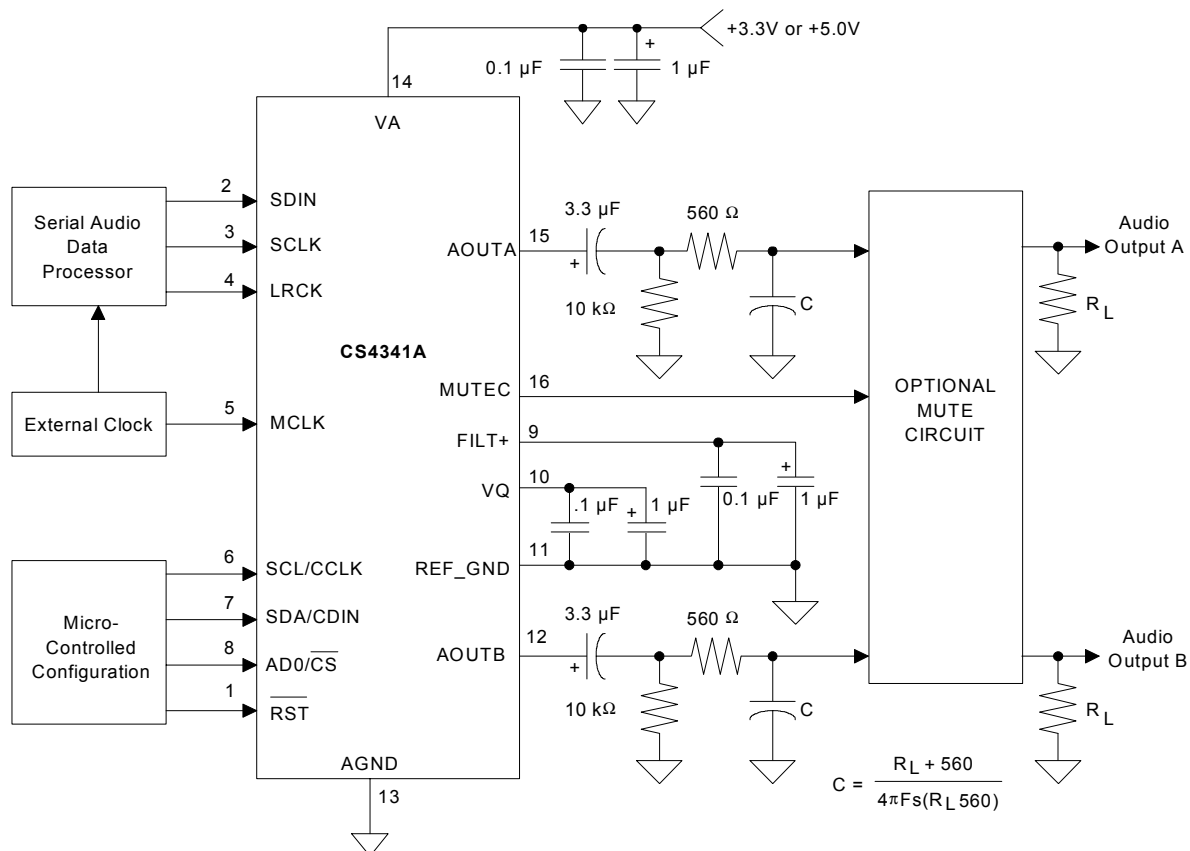 +3.3V or +5.0V
0.1 µF
+
1 µF
14
VA
Serial Audio
Data
Processor
2
SDIN
3
SCLK
4
LRCK
CS4341A
External Clock
5
MCLK
Micro-
Controlled
Configuration
6
SCL/CCLK
7
SDA/CDIN
8
AD0/CS
1
RST
AGND
13
AOUTA
15
3.3 µF
+
560 Ω
10 kΩ
C
MUTEC
16
FILT+
9
VQ
10
.1 µF
+
1 µF
0.1 µF
+
1 µF
REF_GND
11
AOUTB
12
3.3 µF
+
560 Ω
10 kΩ
C
OPTIONAL
MUTE
CIRCUIT
Audio
Output A
RL
Audio
Output B
RL
C = RL + 560
4πFs(RL 560)